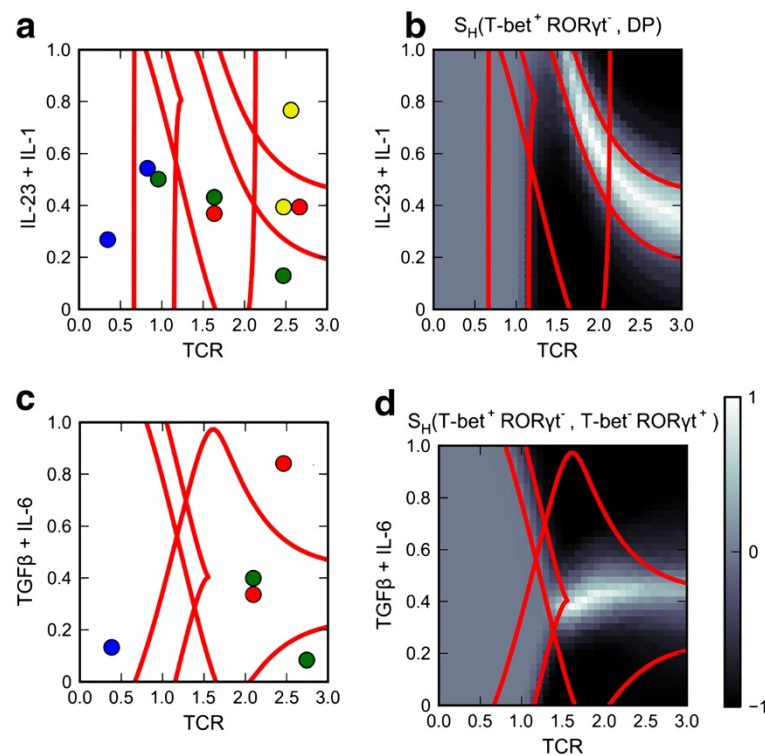 a
b
S_H(T-bet⁺ RORγt⁻, DP)
1.0
0.8
0.6
0.4
0.2
0
IL-23 + IL-1
0.0 0.5 1.0 1.5 2.0 2.5 3.0
TCR
1.0
0.8
0.6
0.4
0.2
0
IL-23 + IL-1
0.0 0.5 1.0 1.5 2.0 2.5 3.0
TCR
c
d
S_H(T-bet⁺ RORγt⁻, T-bet⁻ RORγt⁺)
1.0
0.8
0.6
0.4
0.2
0
TGFβ + IL-6
0.0 0.5 1.0 1.5 2.0 2.5 3.0
TCR
1.0
0.8
0.6
0.4
0.2
0
TGFβ + IL-6
0.0 0.5 1.0 1.5 2.0 2.5 3.0
TCR
1
0
−1